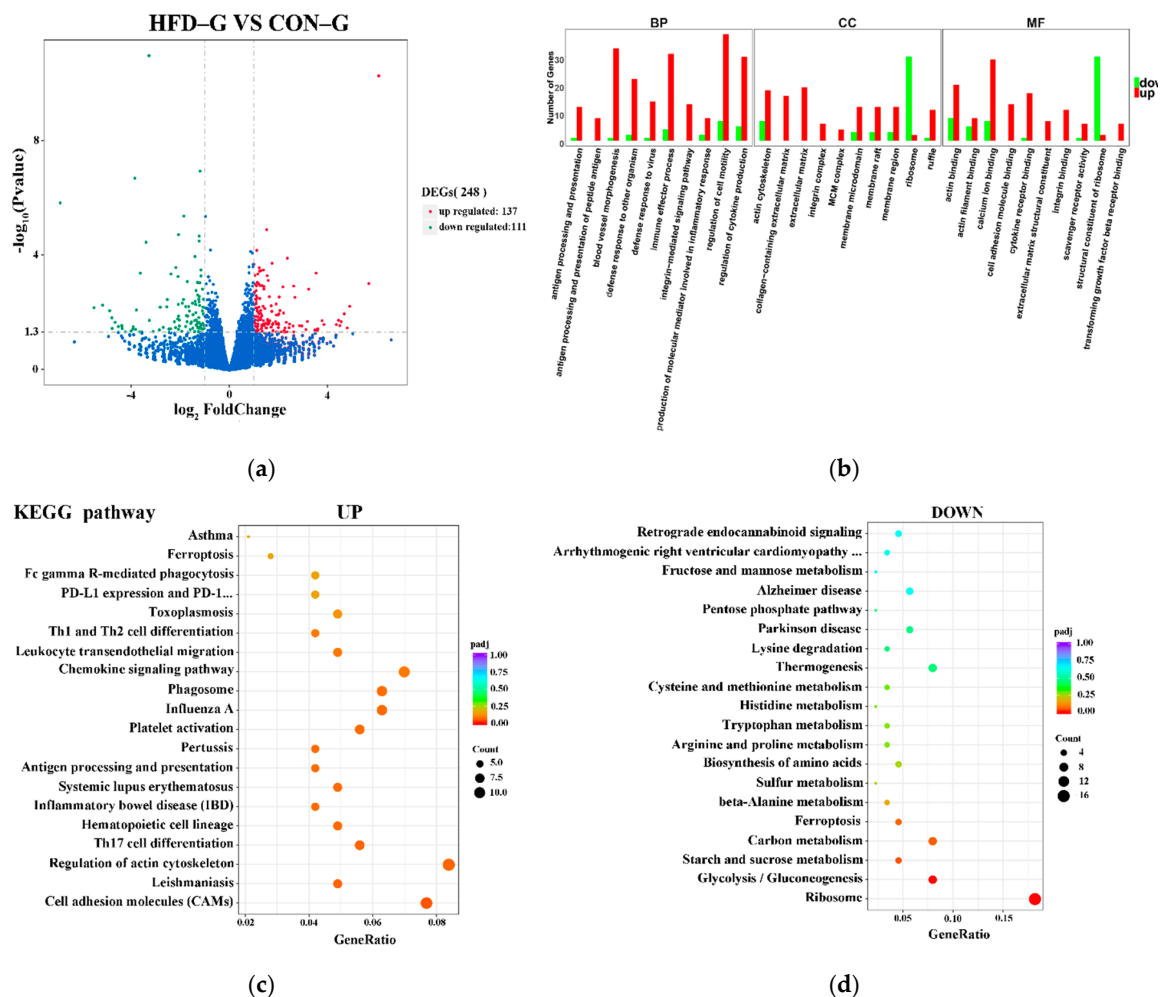 HFD–G VS CON–G
-log10(Pvaluc)
8
4
1.3
0
-4
0
4
log2 FoldChange
DEGs( 248 )
up regulated: 137
down regulated:111
(a)
BP
CC
MF
Number of Genes
30
20
10
0
down
up
antigen processing and presentation
antigen processing and presentation of peptide antigen
blood vessel morphogenesis
defense response to other organism
defense response to virus
immune effector process
integrin-mediated signaling pathway
production of molecular mediator involved in inflammatory response
regulation of cell motility
regulation of cytokine production
actin cytoskeleton
collagen-containing extracellular matrix
extracellular matrix
integrin complex
MCM complex
membrane microdomain
membrane raft
membrane region
ribosome
ruffle
actin binding
actin filament binding
calcium ion binding
cell adhesion molecule binding
cytokine receptor binding
extracellular matrix structural constituent
integrin binding
scavenger receptor activity
structural constituent of ribosome
transforming growth factor beta receptor binding
(b)
KEGG pathway
UP
Asthma
Ferroptosis
Fc gamma R-mediated phagocytosis
PD-L1 expression and PD-1...
Toxoplasmosis
Th1 and Th2 cell differentiation
Leukocyte transendothelial migration
Chemokine signaling pathway
Phagosome
Influenza A
Platelet activation
Pertussis
Antigen processing and presentation
Systemic lupus erythematosus
Inflammatory bowel disease (IBD)
Hematopoietic cell lineage
Th17 cell differentiation
Regulation of actin cytoskeleton
Leishmaniasis
Cell adhesion molecules (CAMs)
0.02
0.04
0.06
0.08
GeneRatio
padj
1.00
0.75
0.50
0.25
0.00
Count
5.0
7.5
10.0
(c)
DOWN
Retrograde endocannabinoid signaling
Arrhythmogenic right ventricular cardiomyopathy ...
Fructose and mannose metabolism
Alzheimer disease
Pentose phosphate pathway
Parkinson disease
Lysine degradation
Thermogenesis
Cysteine and methionine metabolism
Histidine metabolism
Tryptophan metabolism
Arginine and proline metabolism
Biosynthesis of amino acids
Sulfur metabolism
beta-Alanine metabolism
Ferroptosis
Carbon metabolism
Starch and sucrose metabolism
Glycolysis / Gluconeogenesis
Ribosomc
0.05
0.10
0.15
GeneRatio
padj
1.00
0.75
0.50
0.25
0.00
Count
4
8
12
16
(d)